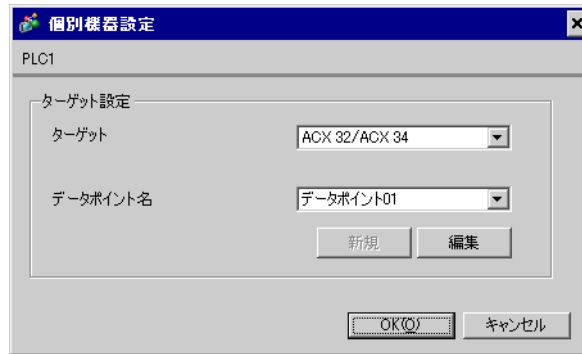 個別機器設定
PLC1
ターゲット設定
ターゲット
ACX 32/ACX 34
データポイント名
データポイント01
新規
編集
OK(O)
キャンセル